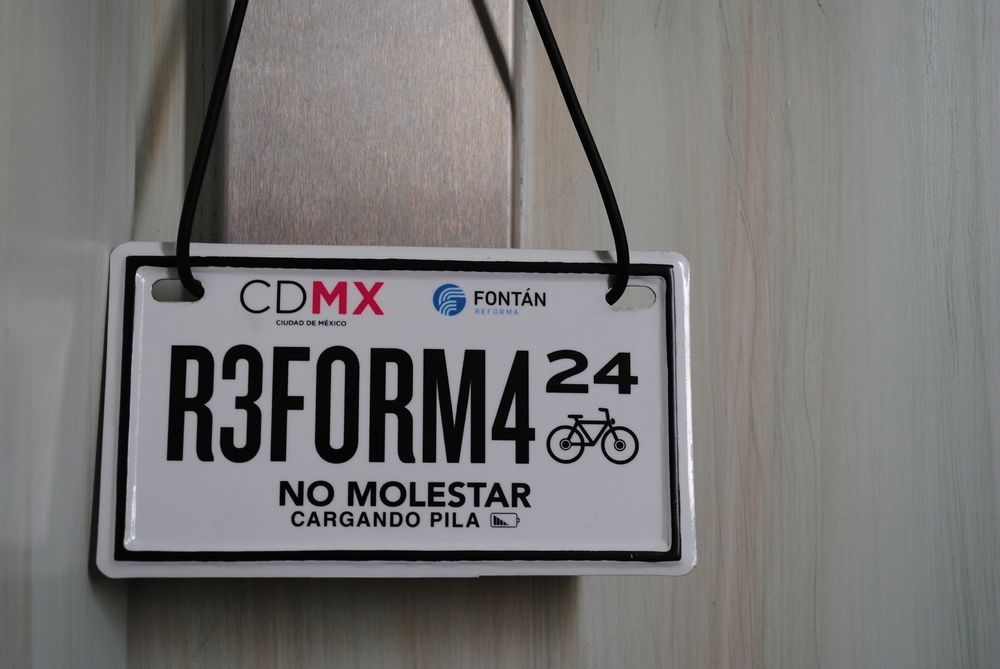 CDMX
CIUDAD DE MÉXICO
FONTÁN
REFORMA
R3FORM4 24
NO MOLESTAR
CARGANDO PILA